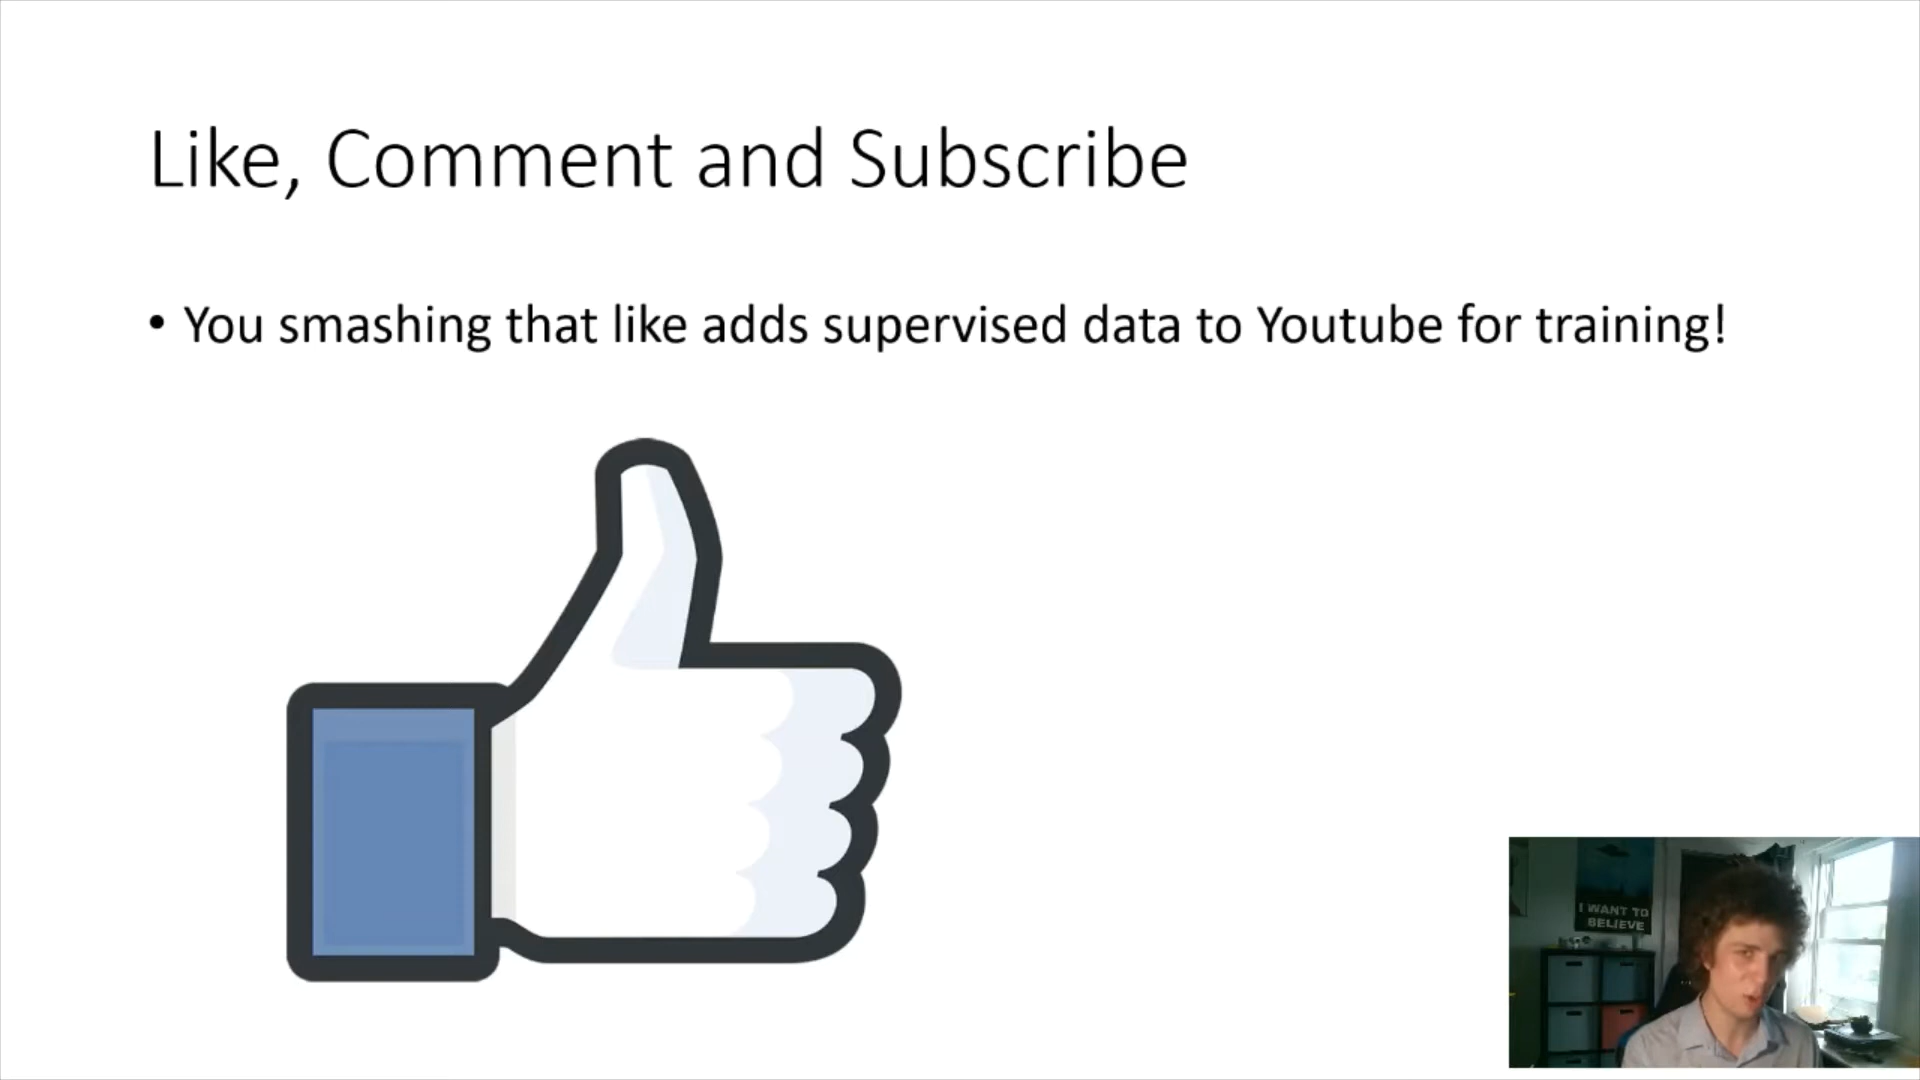 Like, Comment and Subscribe
• You smashing that like adds supervised data to Youtube for training!
I WANT TO
BELIEVE